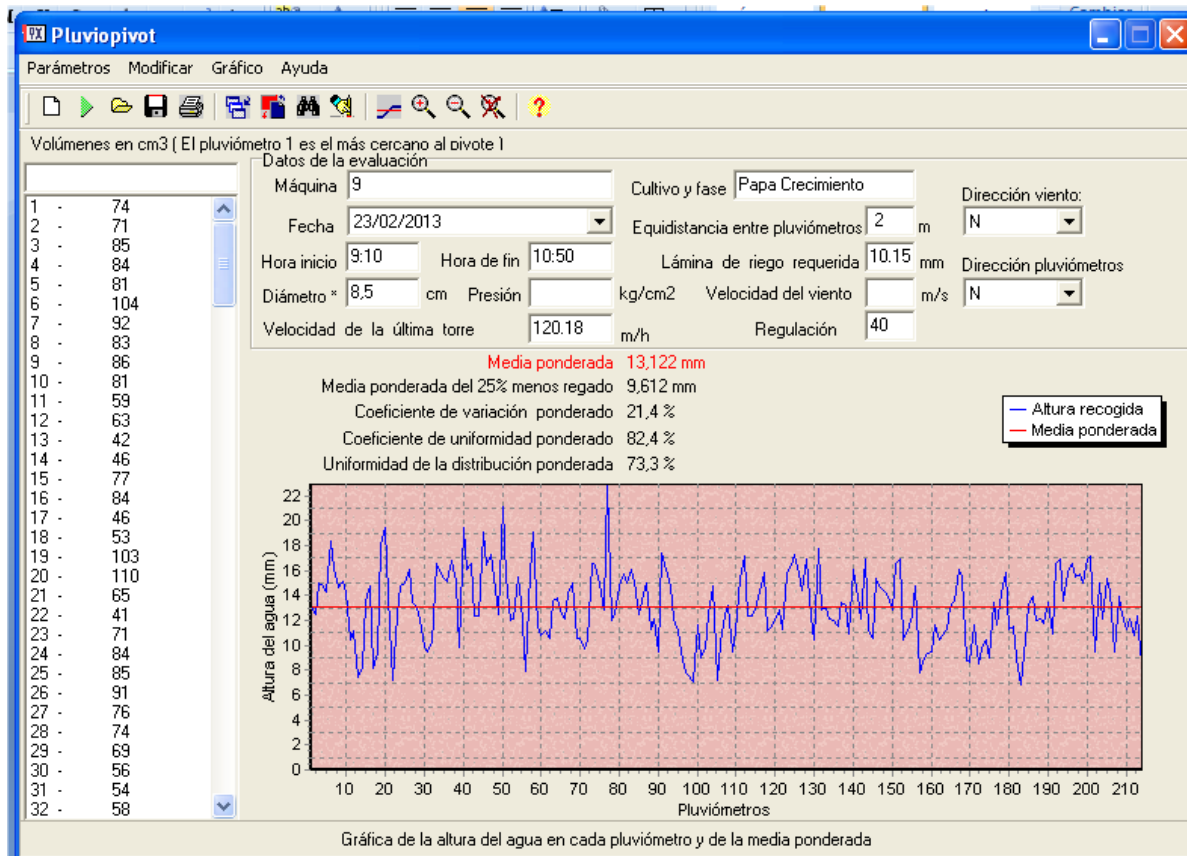 Pluviopivot
Parámetros Modificar Gráfico Ayuda
Volúmenes en cm3 ( El pluviómetro 1 es el más cercano al pivote )
Datos de la evaluación
Máquina 9 Cultivo y fase Papa Crecimiento Dirección viento:
Fecha 23/02/2013 Equidistancia entre pluviómetros 2 m N
Hora inicio 9:10 Hora de fin 10:50 Lámina de riego requerida 10.15 mm Dirección pluviómetros
Diámetro * 8,5 cm Presión kg/cm2 Velocidad del viento m/s N
Velocidad de la última torre 120.18 m/h Regulación 40
1 - 74
2 - 71
3 - 85
4 - 84
5 - 81
6 - 104
7 - 92
8 - 83
9 - 86
10 - 81
11 - 59
12 - 63
13 - 42
14 - 46
15 - 77
16 - 84
17 - 46
18 - 53
19 - 103
20 - 110
21 - 65
22 - 41
23 - 71
24 - 84
25 - 85
26 - 91
27 - 76
28 - 74
29 - 69
30 - 56
31 - 54
32 - 58
Media ponderada 13,122 mm
Media ponderada del 25% menos regado 9,612 mm
Coeficiente de variación ponderado 21,4 %
Coeficiente de uniformidad ponderado 82,4 %
Uniformidad de la distribución ponderada 73,3 %
Altura recogida
Media ponderada
Altura del agua (mm)
22
20
18
16
14
12
10
8
6
4
2
0
10 20 30 40 50 60 70 80 90 100 110 120 130 140 150 160 170 180 190 200 210
Pluviómetros
Gráfica de la altura del agua en cada pluviómetro y de la media ponderada